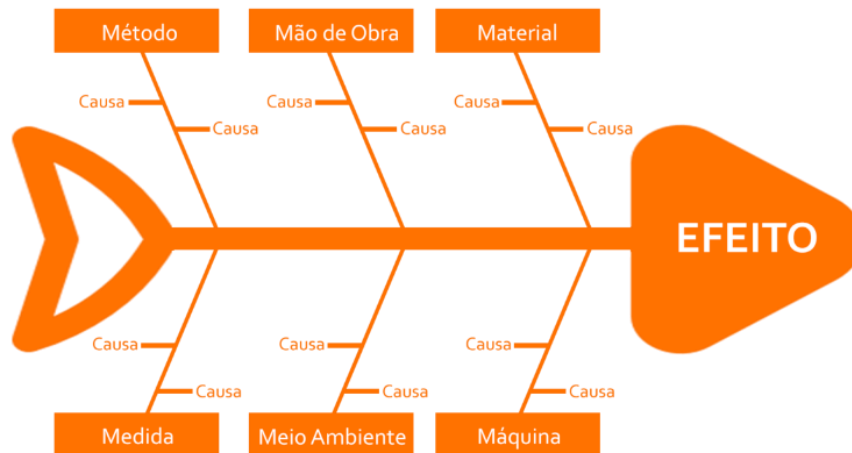 Método
Mão de Obra
Material
Causa
Causa
Causa
Causa
Causa
Causa
EFEITO
Causa
Causa
Causa
Causa
Causa
Causa
Medida
Meio Ambiente
Máquina